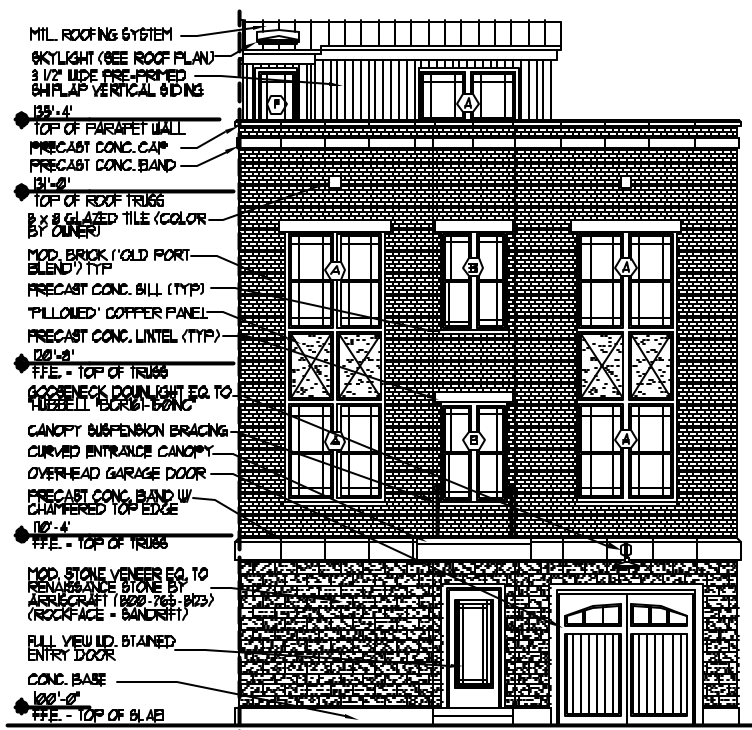 MTL. ROOFING SYSTEM
SKYLIGHT (SEE ROOF PLAN)
3 1/2" WIDE PRE-PRIMED
SHIPLAP VERTICAL SIDING
135'-4"
TOP OF PARAPET WALL
PRECAST CONC. CAP
PRECAST CONC. BAND
131'-0"
TOP OF ROOF TRUSS
8 x 8 GLAZED TILE (COLOR
BY OWNER)
MOD. BRICK ('OLD PORT
BLEND') TYP
PRECAST CONC. SILL (TYP)
'PILLOWED' COPPER PANEL
PRECAST CONC. LINTEL (TYP)
120'-8"
F.F.E. = TOP OF TRUSS
GOOSENECK DOWNLIGHT EQ. TO
'HUBBELL'
CANOPY SUSPENSION BRACING
CURVED ENTRANCE CANOPY
OVERHEAD GARAGE DOOR
PRECAST CONC. BAND W/
CHAMFERED TOP EDGE
110'-4"
F.F.E. = TOP OF TRUSS
MOD. STONE VENEER EQ. TO
RENAISSANCE STONE BY
ARRISCRAFT
(ROCKFACE = SANDRIFT)
FULL VIEW WD. STAINED
ENTRY DOOR
CONC. BASE
100'-0"
F.F.E. - TOP OF SLAB
F
A
A
B
A
A
B
A